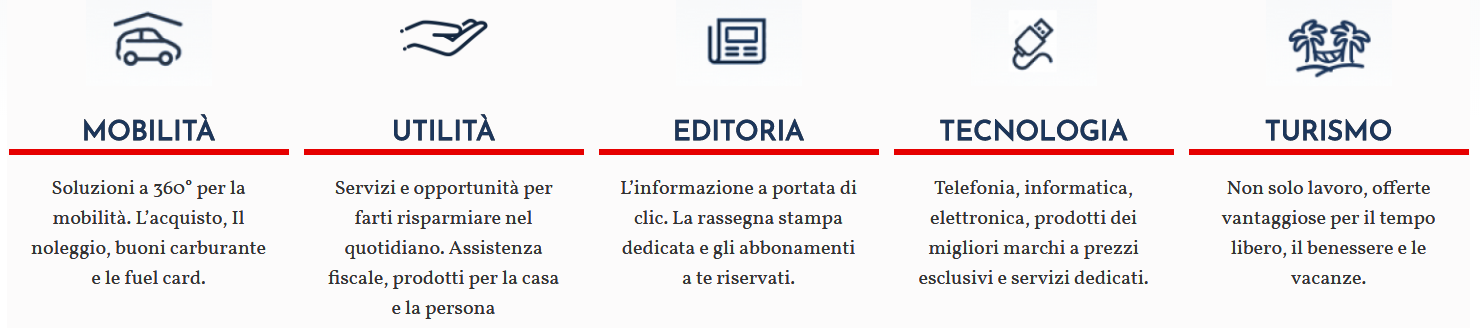 MOBILITÀ
Soluzioni a 360° per la
mobilità. L'acquisto, Il
noleggio, buoni carburante
e le fuel card.
UTILITÀ
Servizi e opportunità per
farti risparmiare nel
quotidiano. Assistenza
fiscale, prodotti per la casa
e la persona
EDITORIA
L'informazione a portata di
clic. La rassegna stampa
dedicata e gli abbonamenti
a te riservati.
TECNOLOGIA
Telefonia, informatica,
elettronica, prodotti dei
migliori marchi a prezzi
esclusivi e servizi dedicati.
TURISMO
Non solo lavoro, offerte
vantaggiose per il tempo
libero, il benessere e le
vacanze.